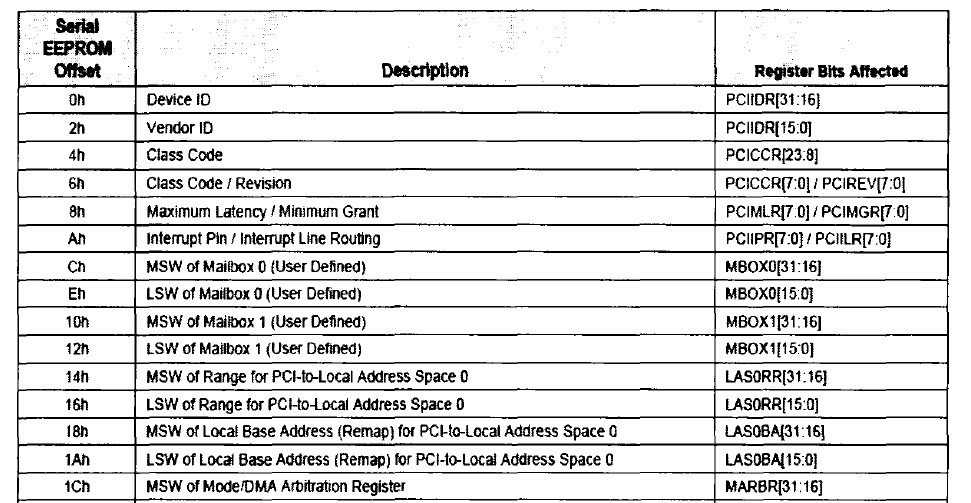 Serial EEPROM Offset Description Register Bits Affected
0h Device ID PCIIDR[31:16]
2h Vendor ID PCIIDR[15:0]
4h Class Code PCICCR[23:8]
6h Class Code / Revision PCICCR[7:0] / PCIREV[7:0]
8h Maximum Latency / Minimum Grant PCIMLR[7:0] / PCIMGR[7:0]
Ah Interrupt Pin / Interrupt Line Routing PCIIPR[7:0] / PCIILR[7:0]
Ch MSW of Mailbox 0 (User Defined) MBOX0[31:16]
Eh LSW of Mailbox 0 (User Defined) MBOX0[15:0]
10h MSW of Mailbox 1 (User Defined) MBOX1[31:16]
12h LSW of Mailbox 1 (User Defined) MBOX1[15:0]
14h MSW of Range for PCI-to-Local Address Space 0 LAS0RR[31:16]
16h LSW of Range for PCI-to-Local Address Space 0 LAS0RR[15:0]
18h MSW of Local Base Address (Remap) for PCI-to-Local Address Space 0 LAS0BA[31:16]
1Ah LSW of Local Base Address (Remap) for PCI-to-Local Address Space 0 LAS0BA[15:0]
1Ch MSW of Mode/DMA Arbitration Register MARBR[31:16]